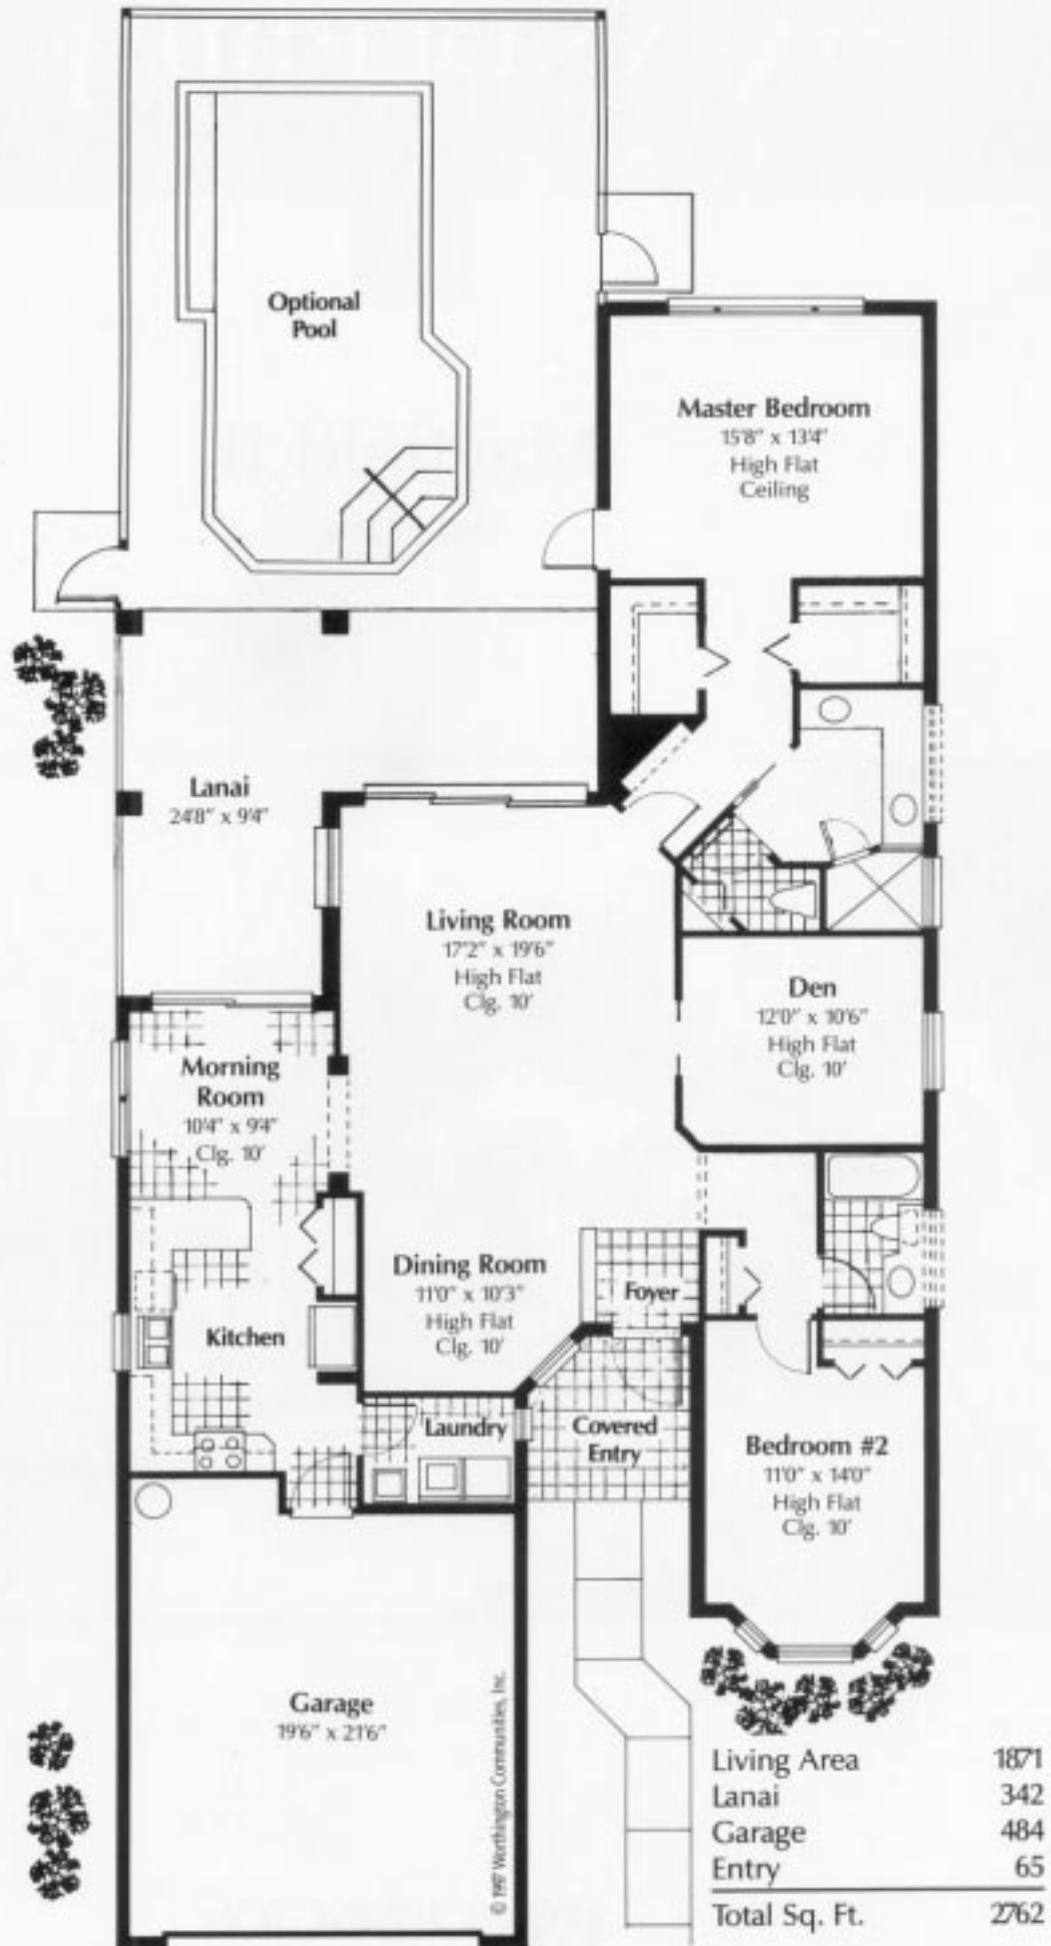 Optional
Pool
Master Bedroom
15'8" x 13'4"
High Flat
Ceiling
Lanai
24'8" x 9'4"
Living Room
17'2" x 19'6"
High Flat
Clg. 10'
Den
12'0" x 10'6"
High Flat
Clg. 10'
Morning
Room
10'4" x 9'4"
Clg. 10'
Dining Room
11'0" x 10'3"
High Flat
Clg. 10'
Foyer
Kitchen
Laundry
Covered
Entry
Bedroom #2
11'0" x 14'0"
High Flat
Clg. 10'
Garage
19'6" x 21'6"
© 1997 Worthington Communities, Inc.
Living Area 1871
Lanai 342
Garage 484
Entry 65
Total Sq. Ft. 2762